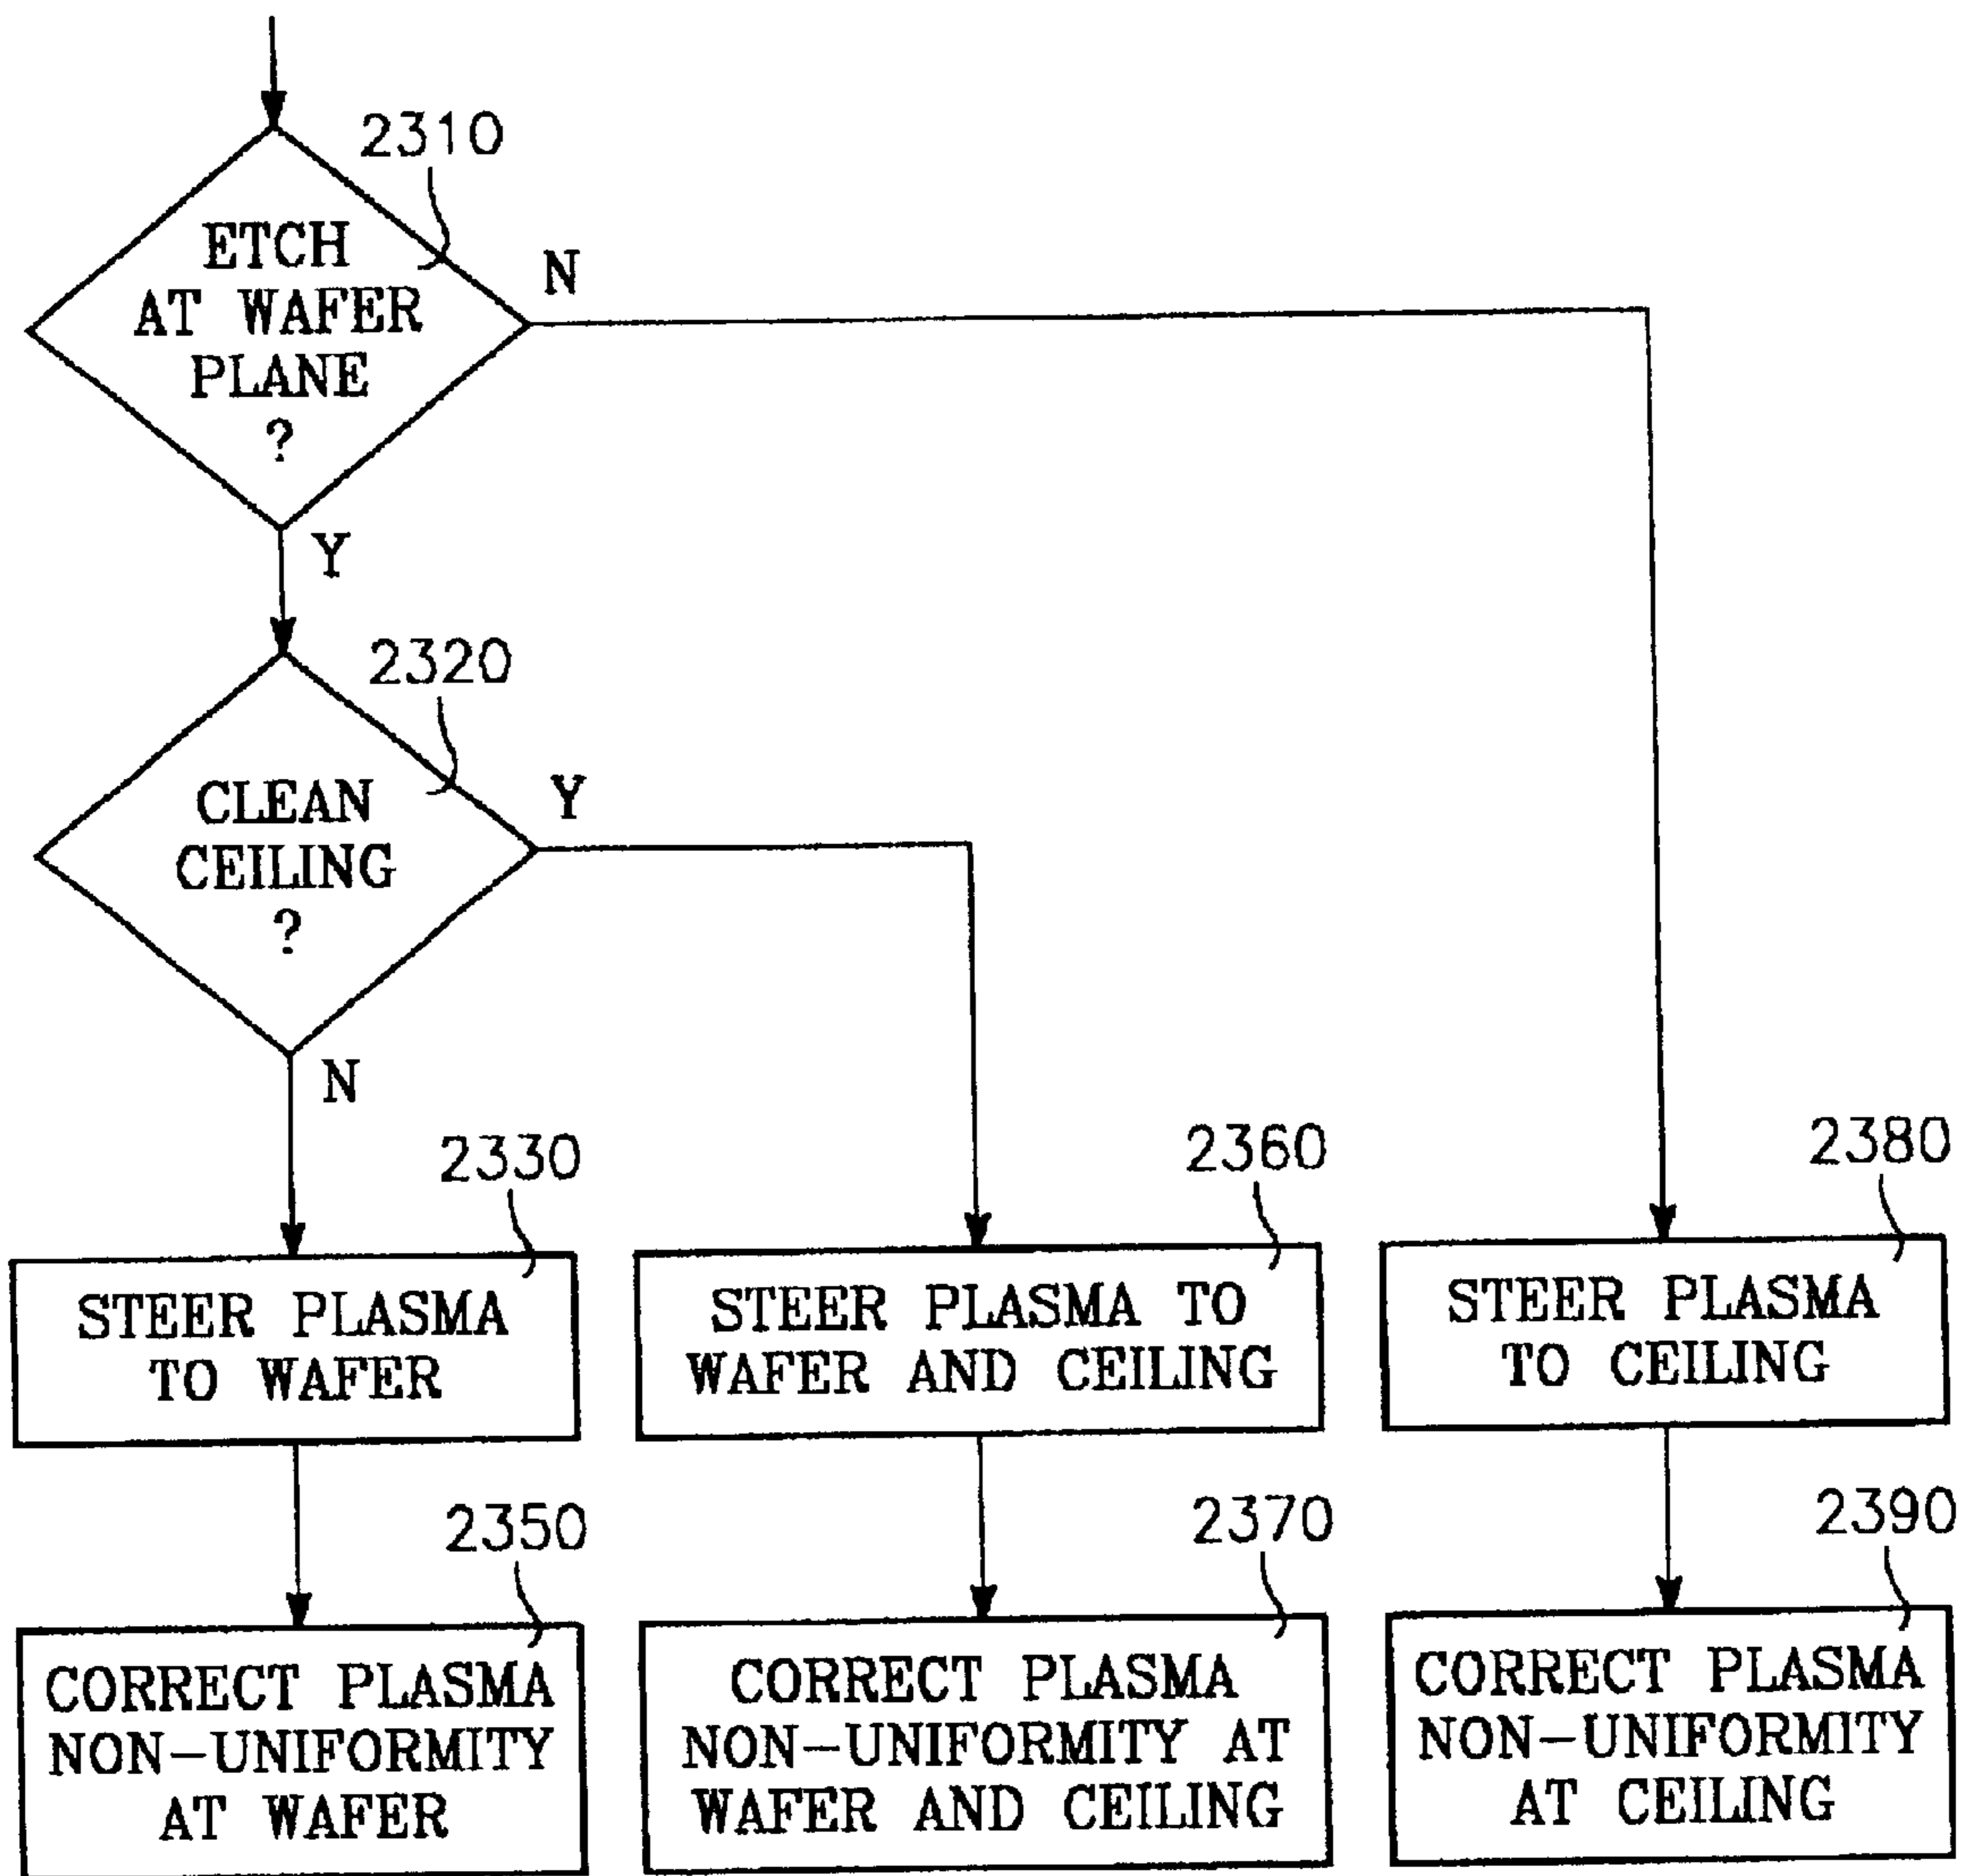 2310
ETCH
AT WAFER
PLANE
?
N
Y
2320
CLEAN
CEILING
?
Y
N
2330
STEER PLASMA
TO WAFER
2360
STEER PLASMA TO
WAFER AND CEILING
2380
STEER PLASMA
TO CEILING
2350
CORRECT PLASMA
NON-UNIFORMITY
AT WAFER
2370
CORRECT PLASMA
NON-UNIFORMITY AT
WAFER AND CEILING
2390
CORRECT PLASMA
NON-UNIFORMITY
AT CEILING